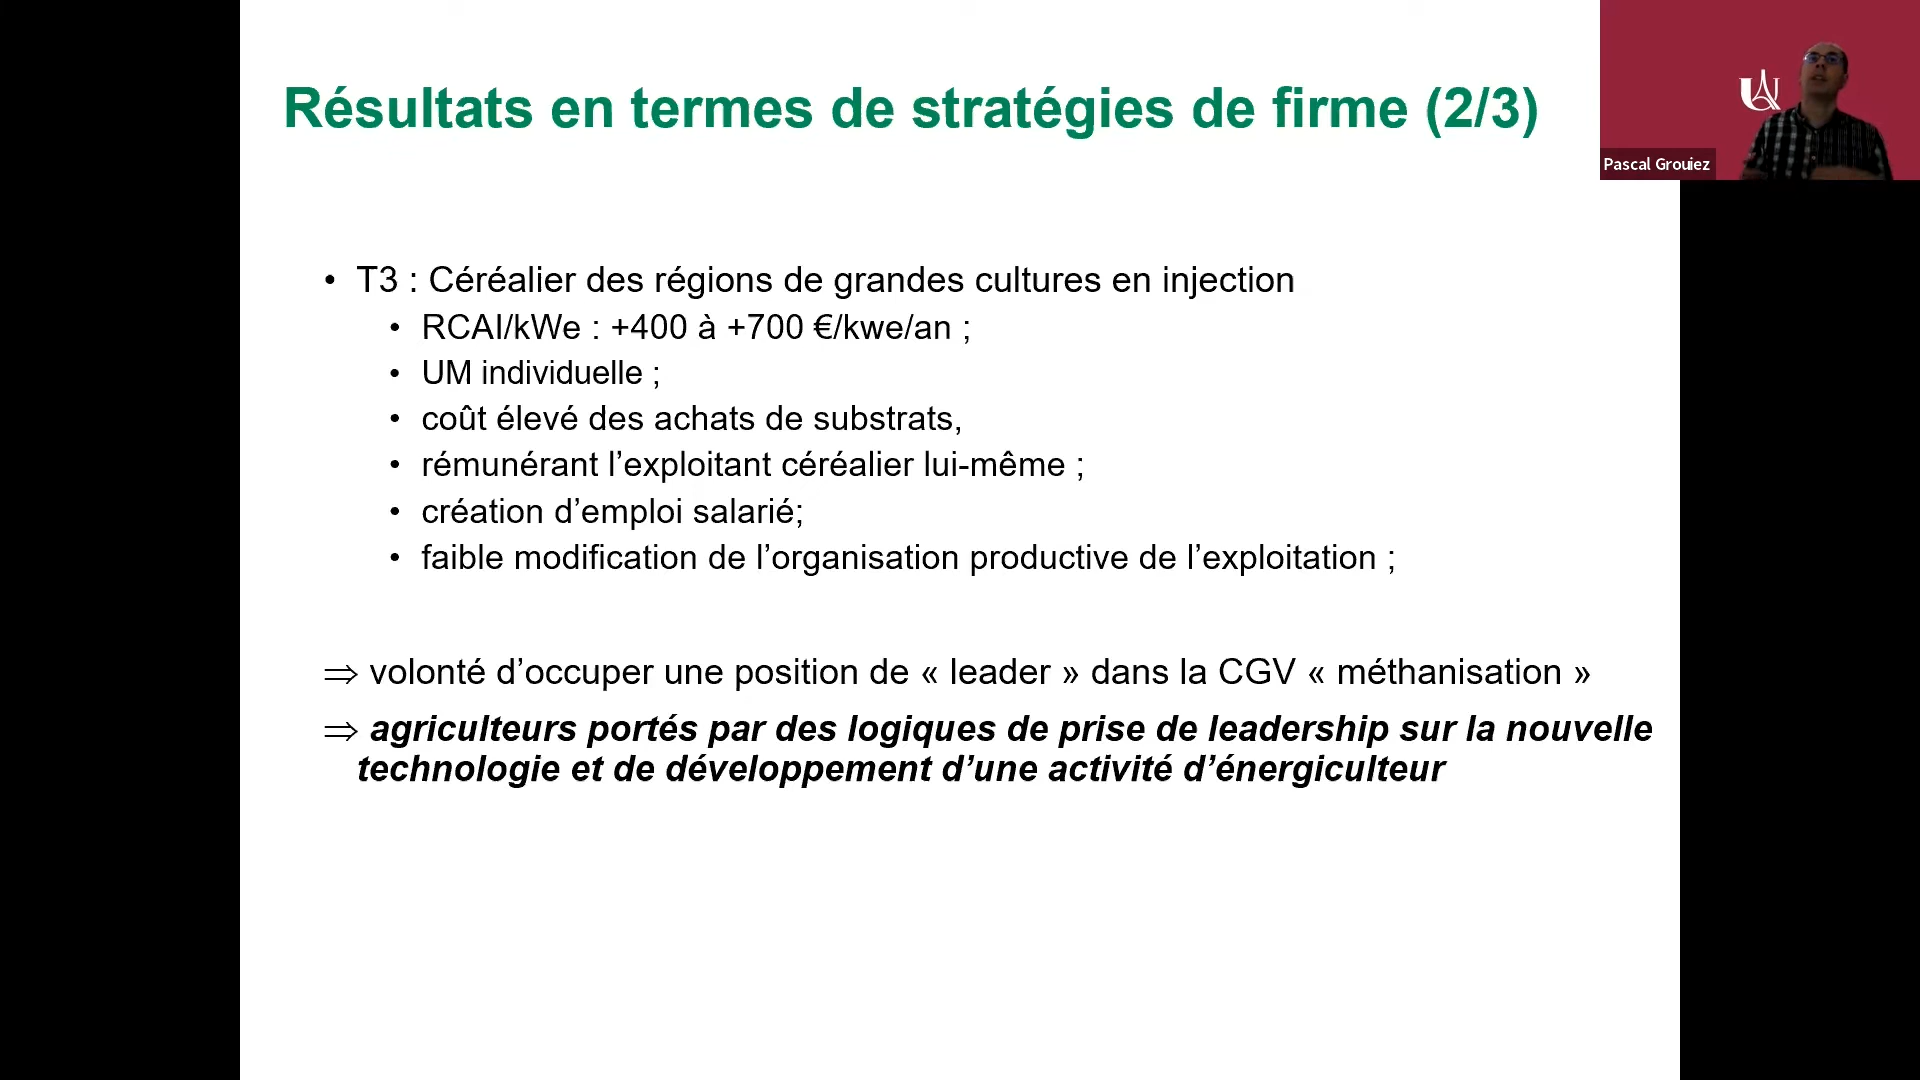 Résultats en termes de stratégies de firme (2/3)
Pascal Grouiez
• T3 : Céréalier des régions de grandes cultures en injection
• RCAI/kWe : +400 à +700 €/kwe/an ;
• UM individuelle ;
• coût élevé des achats de substrats,
• rémunérant l’exploitant céréalier lui-même ;
• création d’emploi salarié;
• faible modification de l’organisation productive de l’exploitation ;
⇒ volonté d’occuper une position de « leader » dans la CGV « méthanisation »
⇒ agriculteurs portés par des logiques de prise de leadership sur la nouvelle
technologie et de développement d’une activité d’énergiculteur